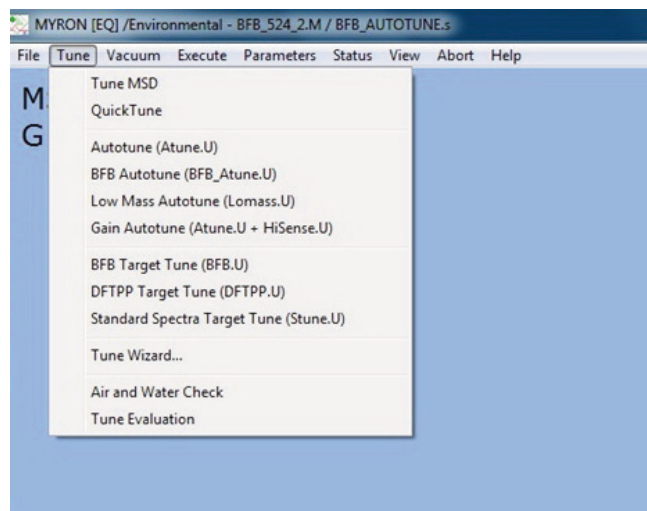 MYRON [EQ] /Environmental - BFB_524_2.M / BFB_AUTOTUNE.s
File Tune Vacuum Execute Parameters Status View Abort Help
M
G
Tune MSD
QuickTune
Autotune (Atune.U)
BFB Autotune (BFB_Atune.U)
Low Mass Autotune (Lomass.U)
Gain Autotune (Atune.U + HiSense.U)
BFB Target Tune (BFB.U)
DFTPP Target Tune (DFTPP.U)
Standard Spectra Target Tune (Stune.U)
Tune Wizard...
Air and Water Check
Tune Evaluation